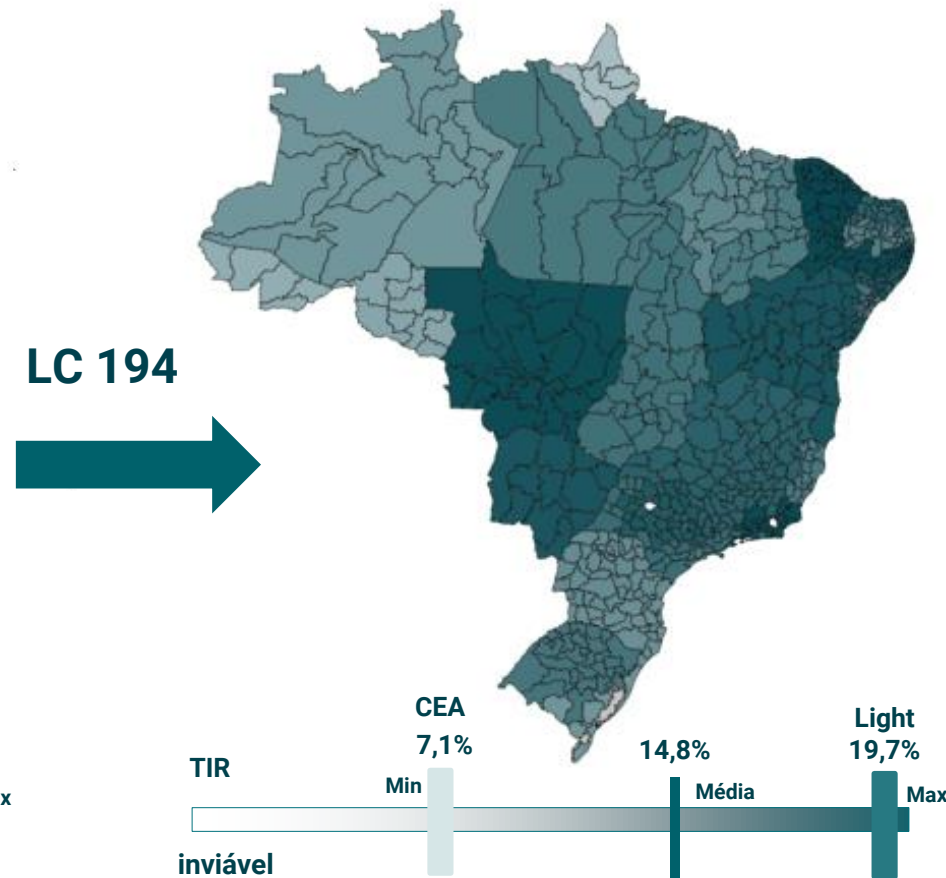 LC 194
CEA
7,1%
Light
19,7%
14,8%
TIR
Min
Média
Max
x
inviável